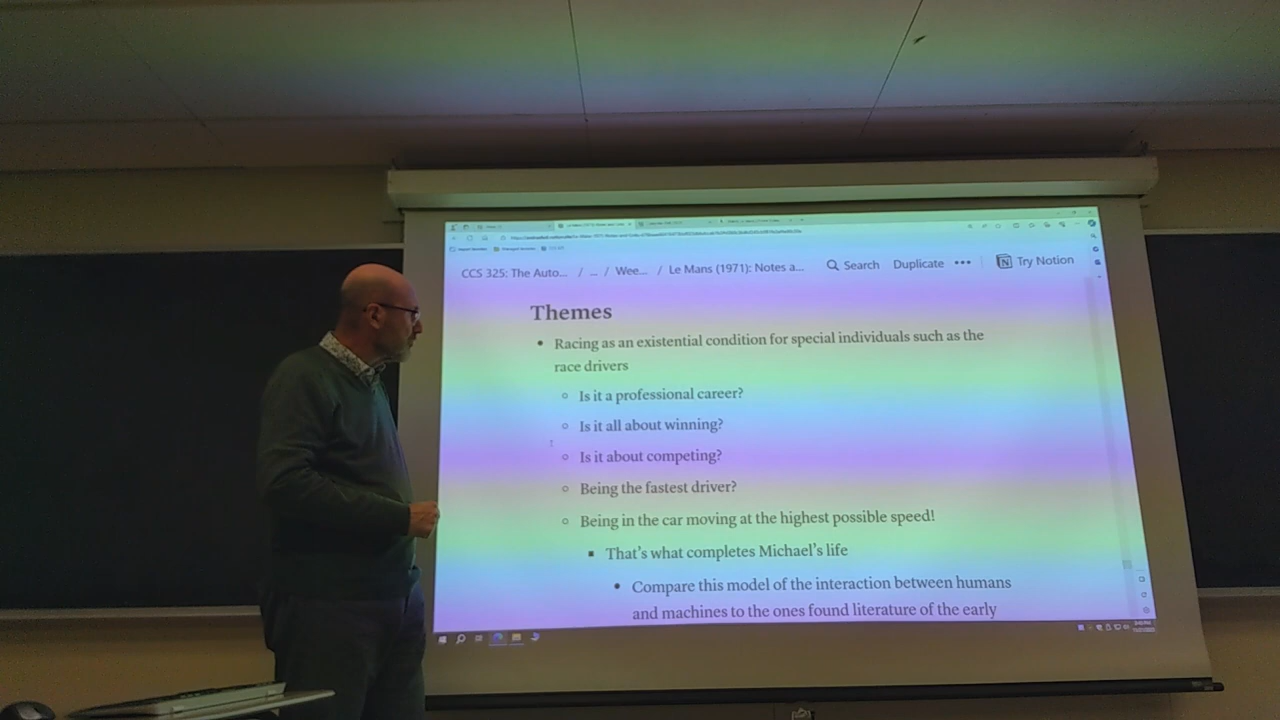 CCS 325: The Auto... / ... / Wee... / Le Mans (1971): Notes a... Search Duplicate ••• Try Notion
Themes
• Racing as an existential condition for special individuals such as the
race drivers
○ Is it a professional career?
○ Is it all about winning?
○ Is it about competing?
○ Being the fastest driver?
○ Being in the car moving at the highest possible speed!
▪ That's what completes Michael's life
• Compare this model of the interaction between humans
and machines to the ones found literature of the early